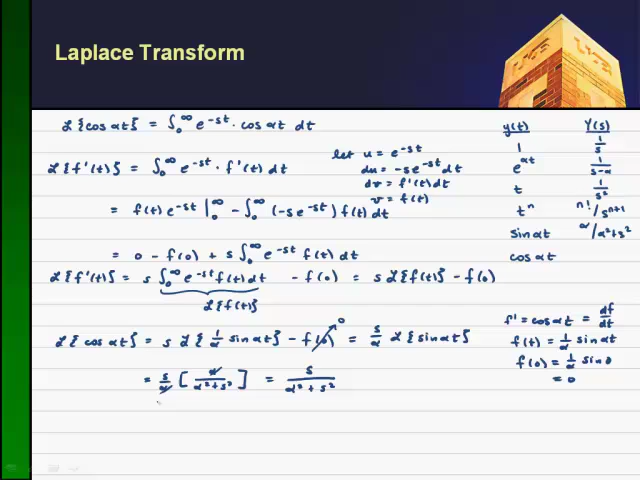 Laplace Transform
ℒ{cos αt} = ∫₀^∞ e^{-st} · cos αt dt
ℒ{f'(t)} = ∫₀^∞ e^{-st} · f'(t) dt
let u = e^{-st}
du = -se^{-st} dt
dv = f'(t) dt
v = f(t)
= f(t) e^{-st} |₀^∞ - ∫₀^∞ (-se^{-st}) f(t) dt
= 0 - f(0) + s ∫₀^∞ e^{-st} f(t) dt
ℒ{f'(t)} = s ∫₀^∞ e^{-st} f(t) dt - f(0) = s ℒ{f(t)} - f(0)
ℒ{f(t)}
ℒ{cos αt} = s ℒ{1/α sin αt} - f(0) 0 = s/α ℒ{sin αt}
= s/α [α/(α² + s²)] = s/(α² + s²)
y(t) Y(s)
1 1/s
e^{αt} 1/(s-α)
t 1/s²
tⁿ n!/s^{n+1}
sin αt α/α²+s²
cos αt
f' = cos αt = df/dt
f(t) = 1/α sin αt
f(0) = 1/α sin 0
= 0